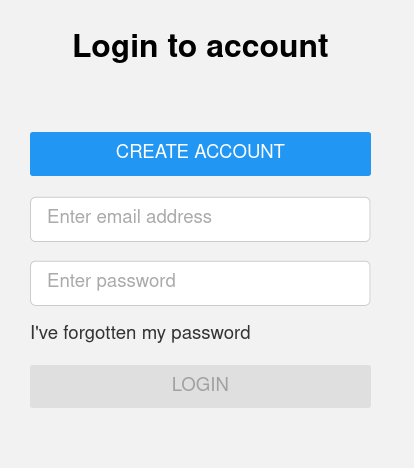 Login to account
CREATE ACCOUNT
Enter email address
Enter password
I've forgotten my password
LOGIN